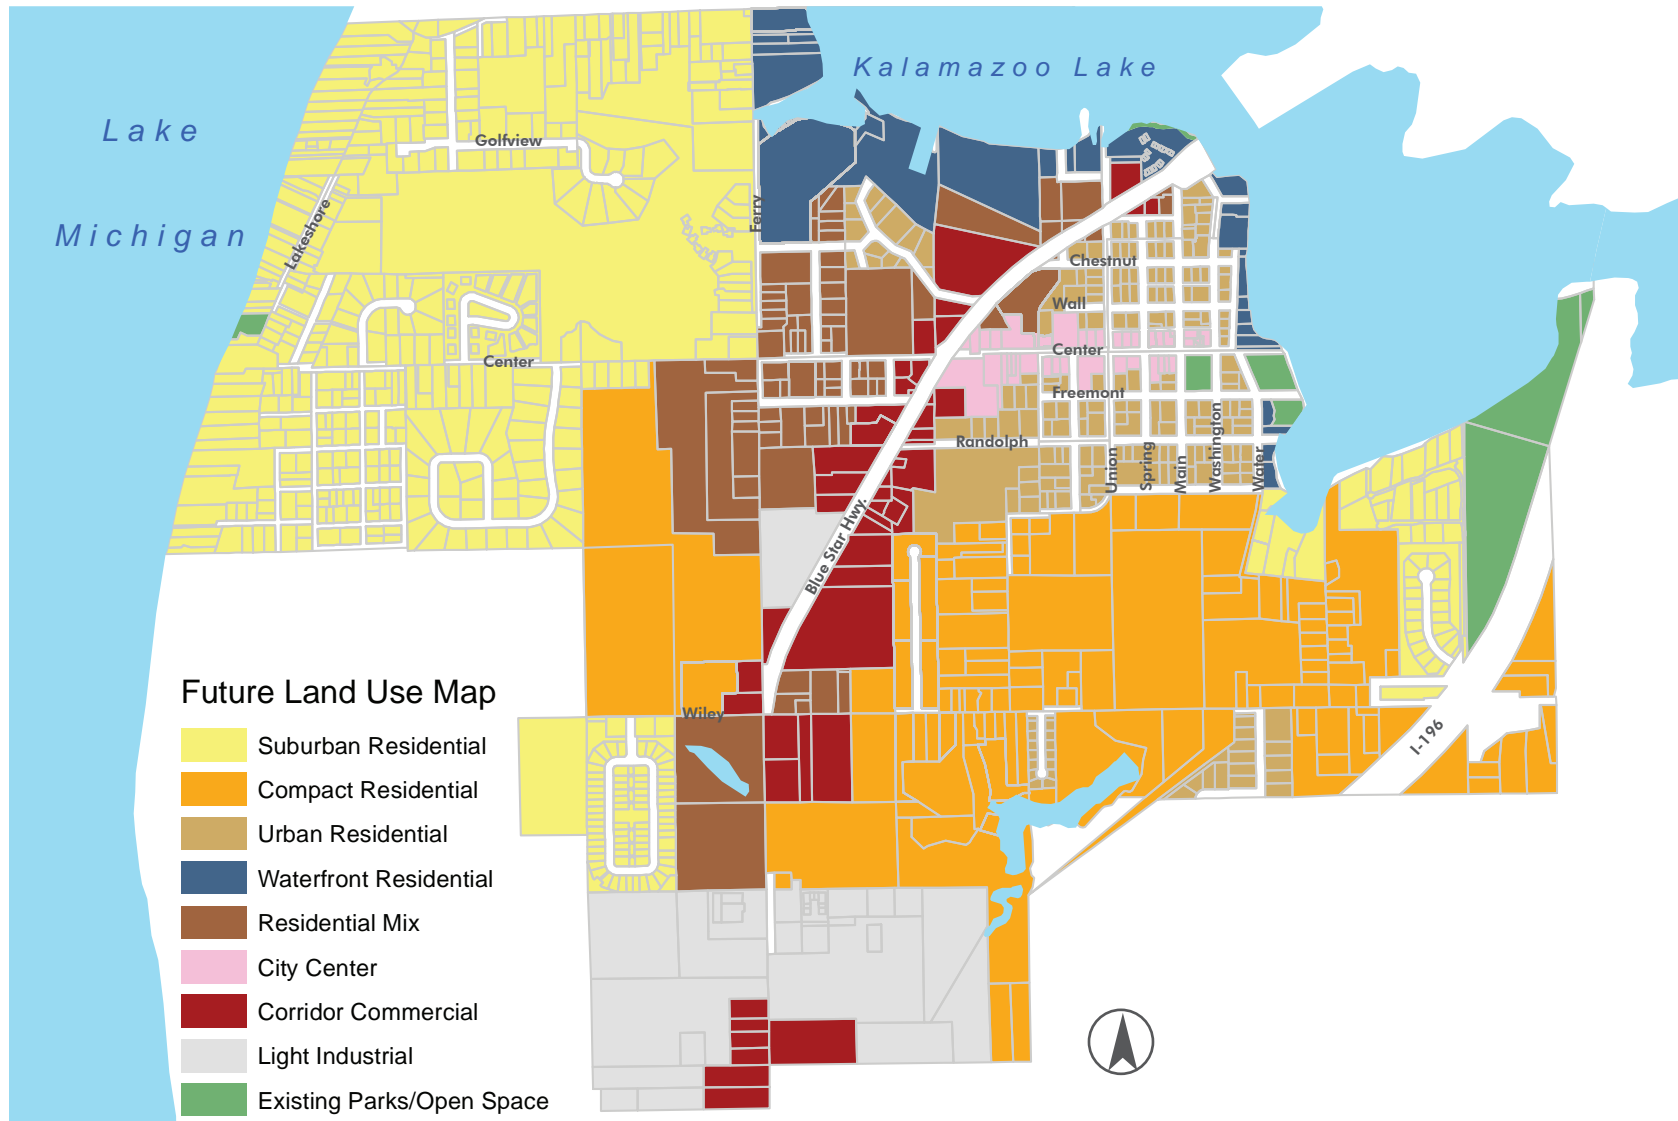 Kalamazoo Lake
Lake
Michigan
Golfview
Lakeshore
Ferry
Chestnut
Wall
Center
Center
Freemont
Randolph
Union
Spring
Main
Washington
Water
Blue Star Hwy.
Wiley
I-196
Future Land Use Map
Suburban Residential
Compact Residential
Urban Residential
Waterfront Residential
Residential Mix
City Center
Corridor Commercial
Light Industrial
Existing Parks/Open Space